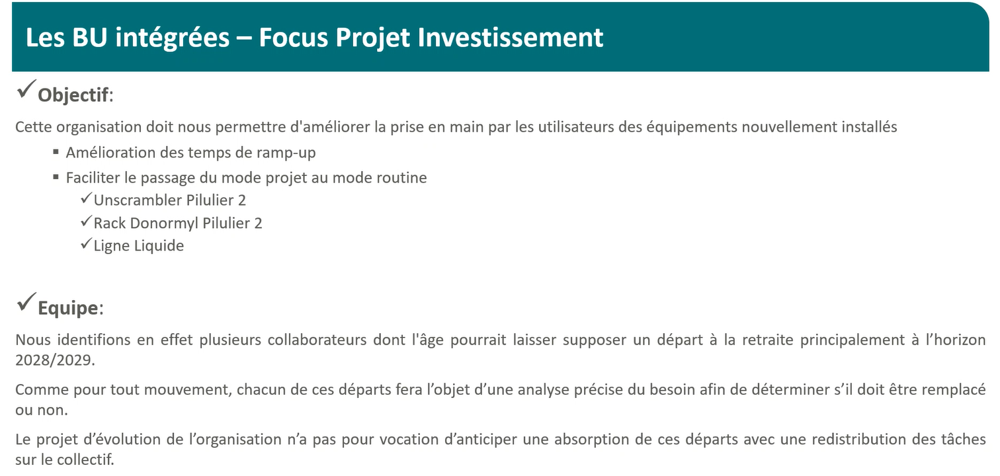 Les BU intégrées – Focus Projet Investissement
✓Objectif:
Cette organisation doit nous permettre d'améliorer la prise en main par les utilisateurs des équipements nouvellement installés
▪ Amélioration des temps de ramp-up
▪ Faciliter le passage du mode projet au mode routine
✓Unscrambler Pilulier 2
✓Rack Donormyl Pilulier 2
✓Ligne Liquide
✓Equipe:
Nous identifions en effet plusieurs collaborateurs dont l'âge pourrait laisser supposer un départ à la retraite principalement à l’horizon
2028/2029.
Comme pour tout mouvement, chacun de ces départs fera l’objet d’une analyse précise du besoin afin de déterminer s’il doit être remplacé
ou non.
Le projet d’évolution de l’organisation n’a pas pour vocation d’anticiper une absorption de ces départs avec une redistribution des tâches
sur le collectif.